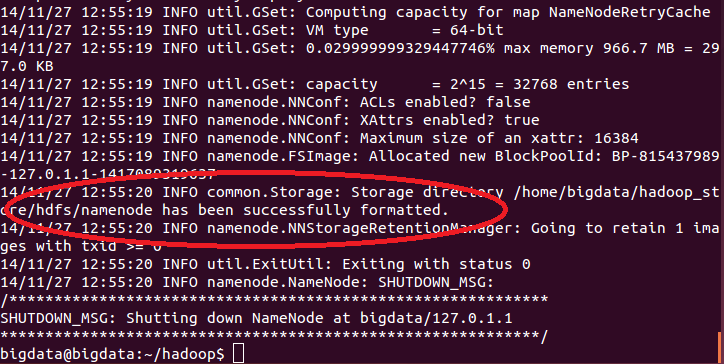 14/11/27 12:55:19 INFO util.GSet: Computing capacity for map NameNodeRetryCache
14/11/27 12:55:19 INFO util.GSet: VM type       = 64-bit
14/11/27 12:55:19 INFO util.GSet: 0.029999999329447746% max memory 966.7 MB = 29
7.0 KB
14/11/27 12:55:19 INFO util.GSet: capacity      = 2^15 = 32768 entries
14/11/27 12:55:19 INFO namenode.NNConf: ACLs enabled? false
14/11/27 12:55:19 INFO namenode.NNConf: XAttrs enabled? true
14/11/27 12:55:19 INFO namenode.NNConf: Maximum size of an xattr: 16384
14/11/27 12:55:19 INFO namenode.FSImage: Allocated new BlockPoolId: BP-815437989
-127.0.1.1-1417089319637
14/11/27 12:55:20 INFO common.Storage: Storage directory /home/bigdata/hadoop_st
ore/hdfs/namenode has been successfully formatted.
14/11/27 12:55:20 INFO namenode.NNStorageRetentionManager: Going to retain 1 ima
ges with txid >= 0
14/11/27 12:55:20 INFO util.ExitUtil: Exiting with status 0
14/11/27 12:55:20 INFO namenode.NameNode: SHUTDOWN_MSG:
/************************************************************
SHUTDOWN_MSG: Shutting down NameNode at bigdata/127.0.1.1
************************************************************/
bigdata@bigdata:~/hadoop$